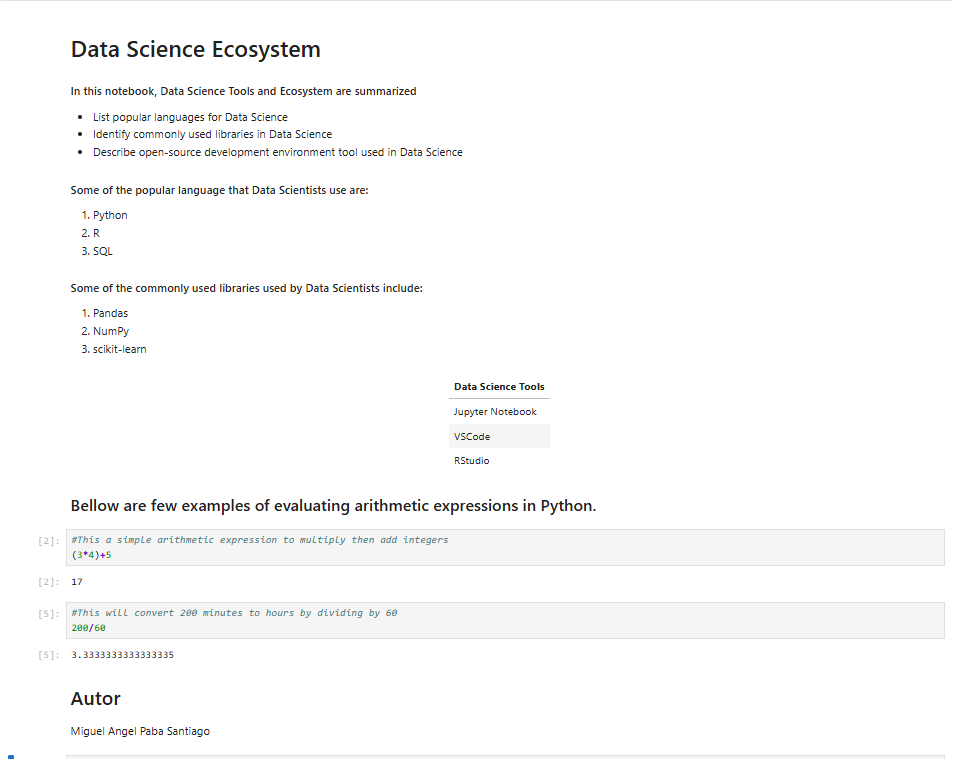 Data Science Ecosystem
In this notebook, Data Science Tools and Ecosystem are summarized
• List popular languages for Data Science
• Identify commonly used libraries in Data Science
• Describe open-source development environment tool used in Data Science
Some of the popular language that Data Scientists use are:
1. Python
2. R
3. SQL
Some of the commonly used libraries used by Data Scientists include:
1. Pandas
2. NumPy
3. scikit-learn
Data Science Tools
Jupyter Notebook
VSCode
RStudio
Bellow are few examples of evaluating arithmetic expressions in Python.
[2]: #This a simple arithmetic expression to multiply then add integers
(3*4)+5
[2]: 17
[5]: #This will convert 200 minutes to hours by dividing by 60
200/60
[5]: 3.3333333333333335
Autor
Miguel Angel Paba Santiago